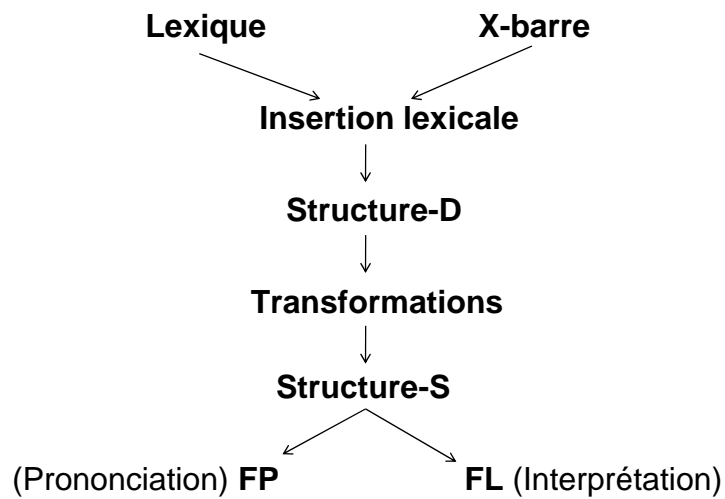 Lexique X-barre
Insertion lexicale
Structure-D
Transformations
Structure-S
(Prononciation) FP FL (Interprétation)